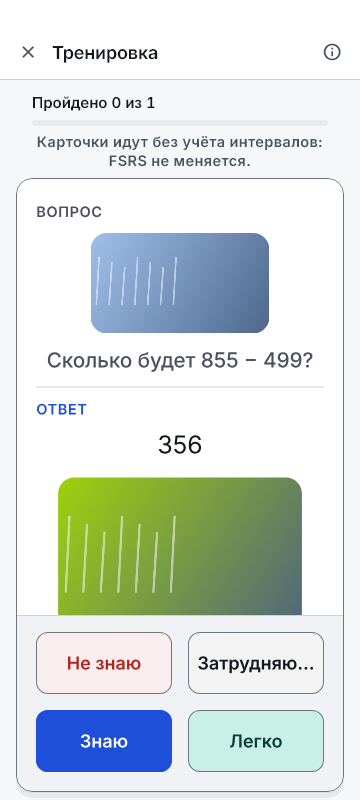 Тренировка
Пройдено 0 из 1
Карточки идут без учёта интервалов:
FSRS не меняется.
ВОПРОС
Сколько будет 855 − 499?
ОТВЕТ
356
Не знаю
Затрудняю...
Знаю
Легко